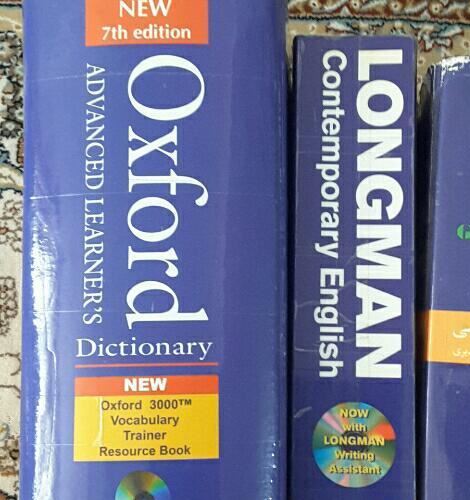 NEW
7th edition
Oxford
ADVANCED LEARNER'S
Dictionary
NEW
Oxford 3000™
Vocabulary
Trainer
Resource Book
LONGMAN
Contemporary English
NOW
with
LONGMAN
Writing
Assistant